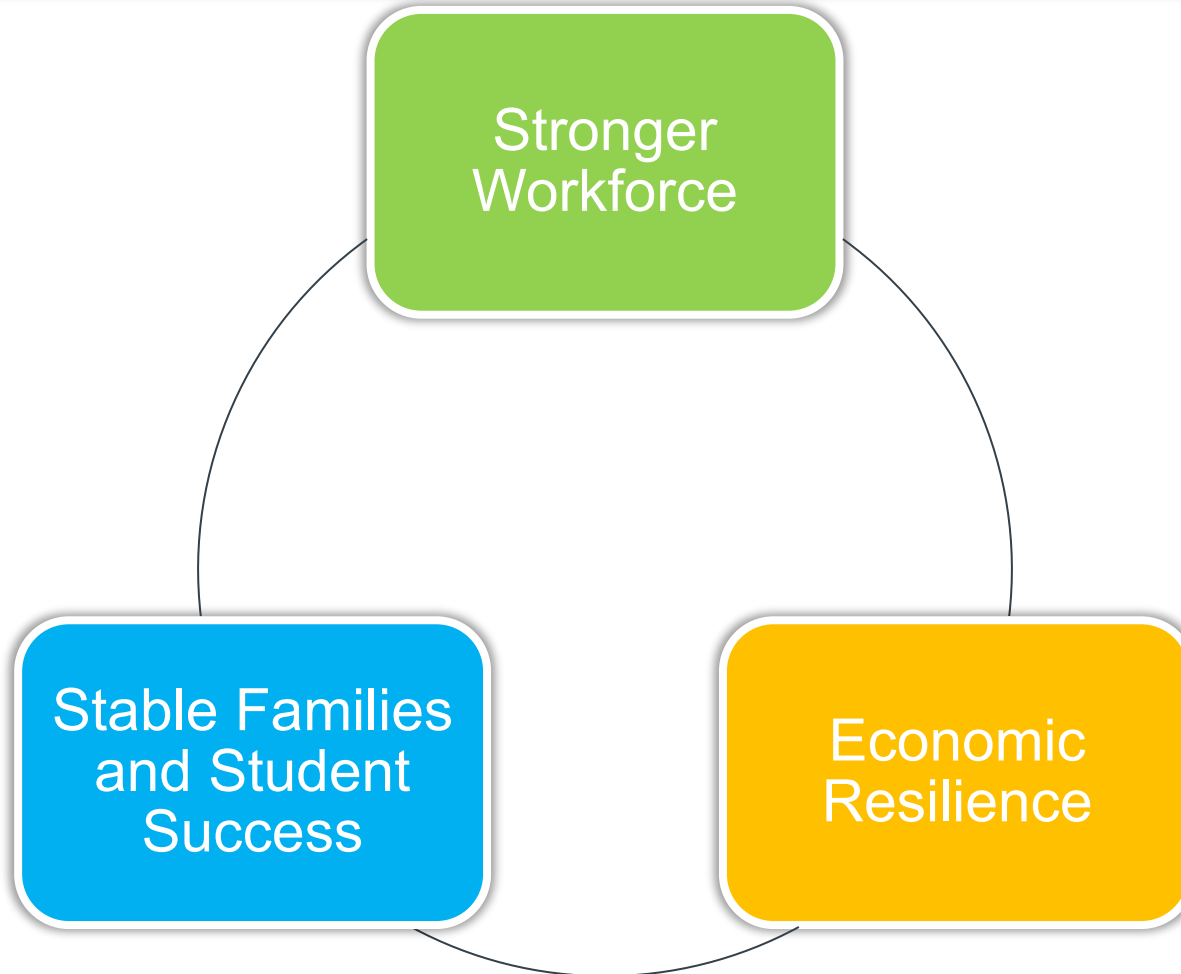 Stronger
Workforce
Stable Families
and Student
Success
Economic
Resilience